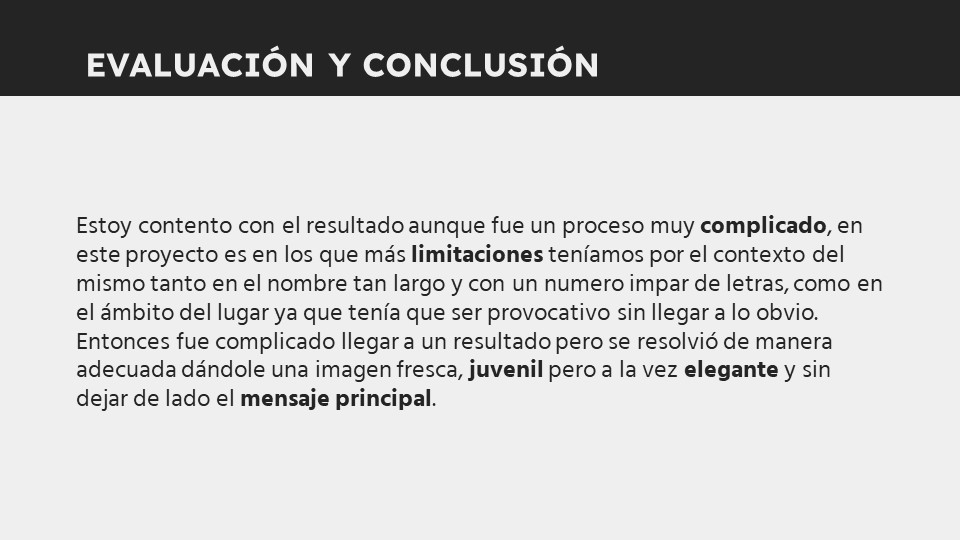 EVALUACIÓN Y CONCLUSIÓN
Estoy contento con el resultado aunque fue un proceso muy complicado, en
este proyecto es en los que más limitaciones teníamos por el contexto del
mismo tanto en el nombre tan largo y con un numero impar de letras, como en
el ámbito del lugar ya que tenía que ser provocativo sin llegar a lo obvio.
Entonces fue complicado llegar a un resultado pero se resolvió de manera
adecuada dándole una imagen fresca, juvenil pero a la vez elegante y sin
dejar de lado el mensaje principal.